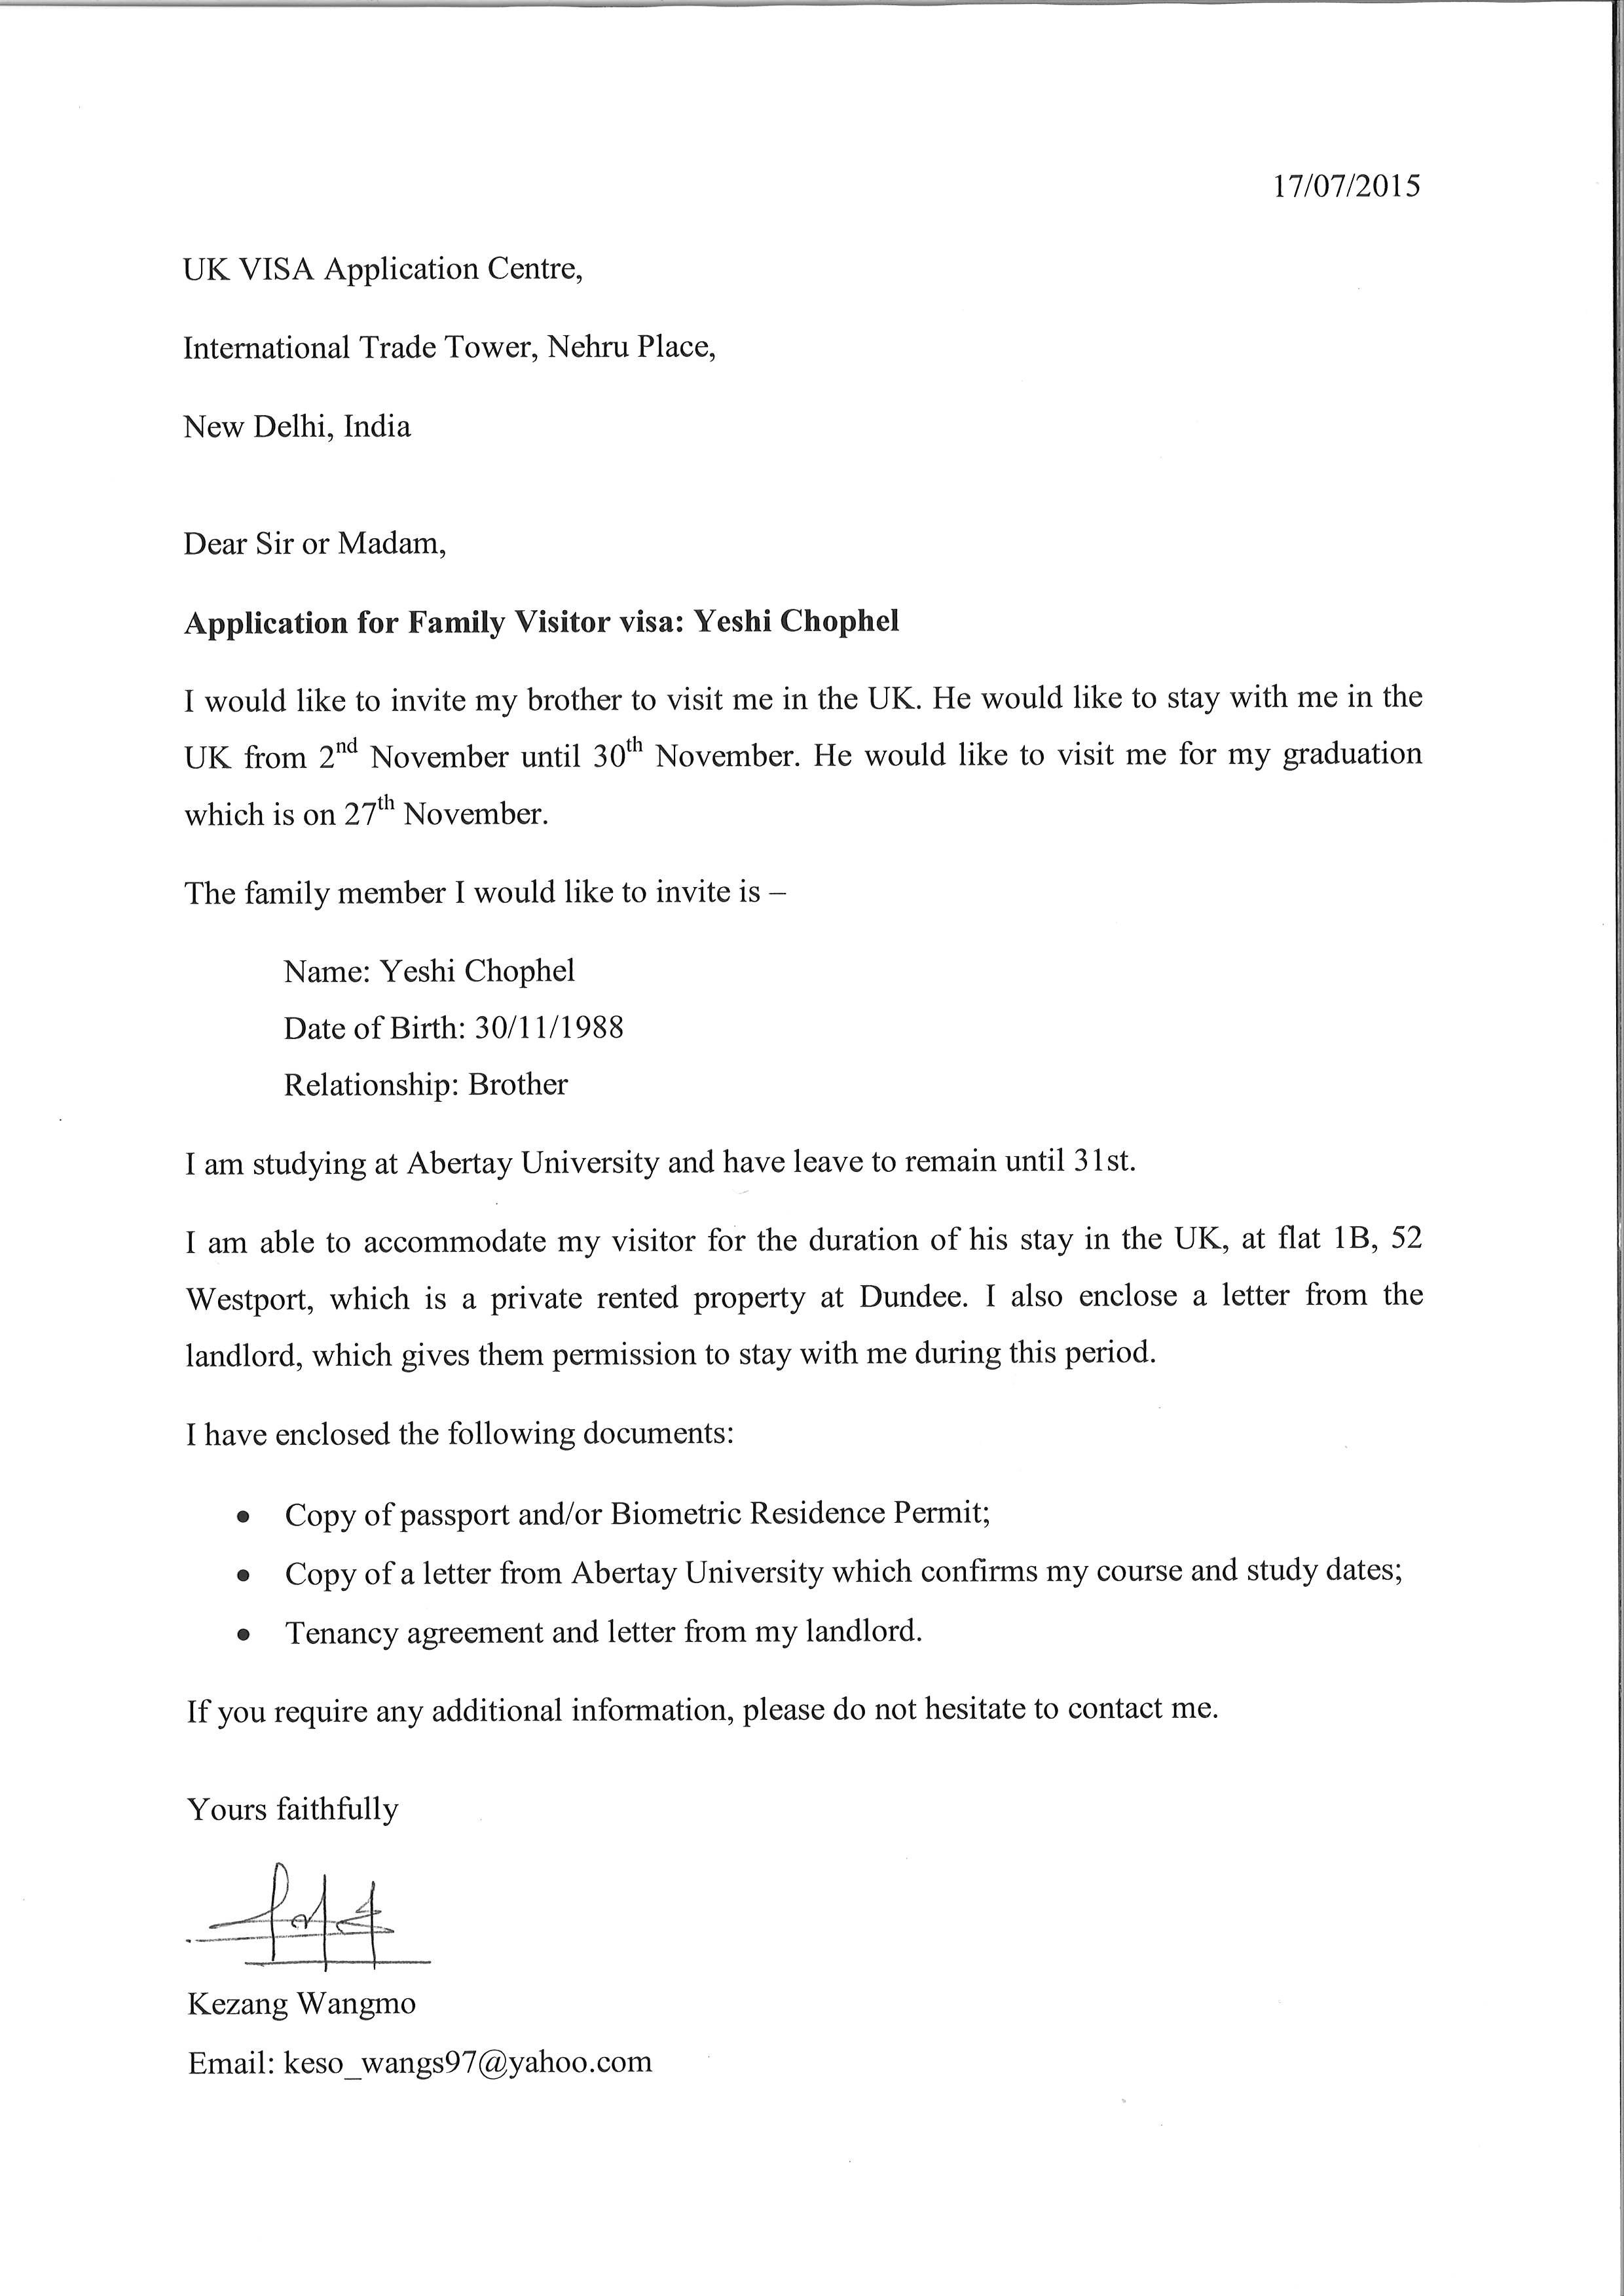 17/07/2015
UK VISA Application Centre,
International Trade Tower, Nehru Place,
New Delhi, India
Dear Sir or Madam,
Application for Family Visitor visa: Yeshi Chophel
I would like to invite my brother to visit me in the UK. He would like to stay with me in the
UK from 2nd November until 30th November. He would like to visit me for my graduation
which is on 27th November.
The family member I would like to invite is –
Name: Yeshi Chophel
Date of Birth: 30/11/1988
Relationship: Brother
I am studying at Abertay University and have leave to remain until 31st.
I am able to accommodate my visitor for the duration of his stay in the UK, at flat 1B, 52
Westport, which is a private rented property at Dundee. I also enclose a letter from the
landlord, which gives them permission to stay with me during this period.
I have enclosed the following documents:
• Copy of passport and/or Biometric Residence Permit;
• Copy of a letter from Abertay University which confirms my course and study dates;
• Tenancy agreement and letter from my landlord.
If you require any additional information, please do not hesitate to contact me.
Yours faithfully
Kezang Wangmo
Email: keso_wangs97@yahoo.com